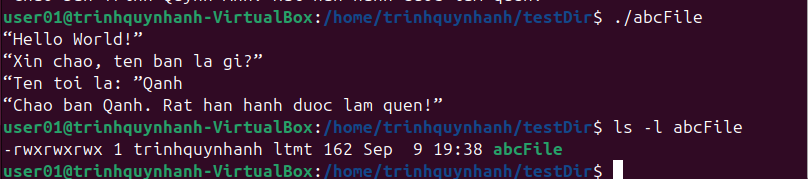 user01@trinhquynhanh-VirtualBox:/home/trinhquynhanh/testDir$ ./abcFile
“Hello World!”
“Xin chao, ten ban la gi?”
“Ten toi la: ”Qanh
“Chao ban Qanh. Rat han hanh duoc lam quen!”
user01@trinhquynhanh-VirtualBox:/home/trinhquynhanh/testDir$ ls -l abcFile
-rwxrwxrwx 1 trinhquynhanh ltmt 162 Sep  9 19:38 abcFile
user01@trinhquynhanh-VirtualBox:/home/trinhquynhanh/testDir$